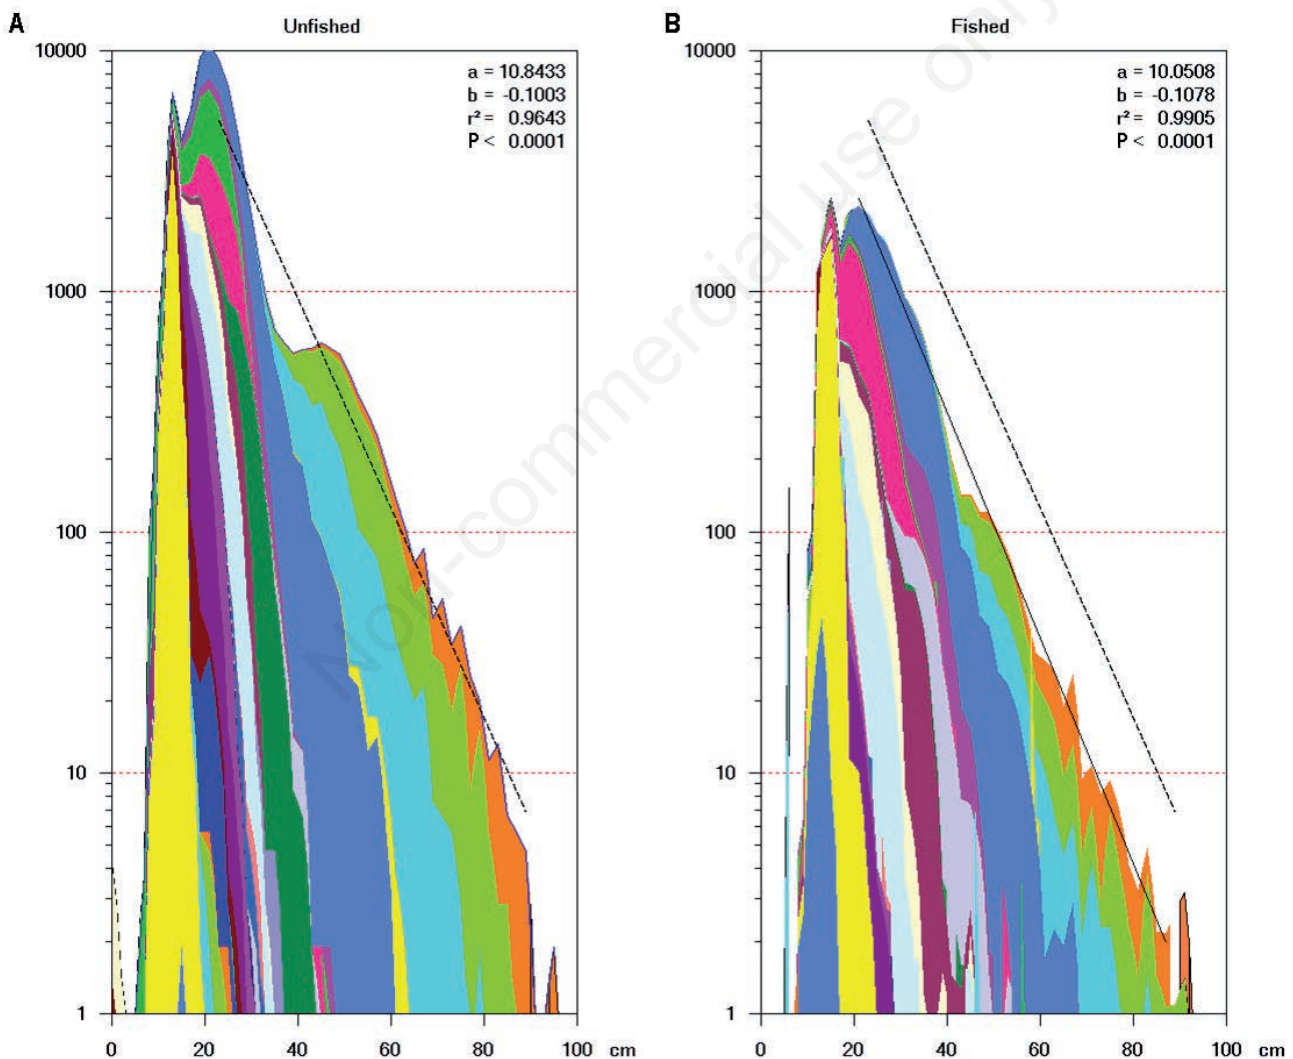 A
Unfished
10000
a = 10.8433
b = -0.1003
r² = 0.9643
P < 0.0001
1000
100
10
1
0 20 40 60 80 100 cm
B
Fished
10000
a = 10.0508
b = -0.1078
r² = 0.9905
P < 0.0001
1000
100
10
1
0 20 40 60 80 100 cm
Non-commercial use only